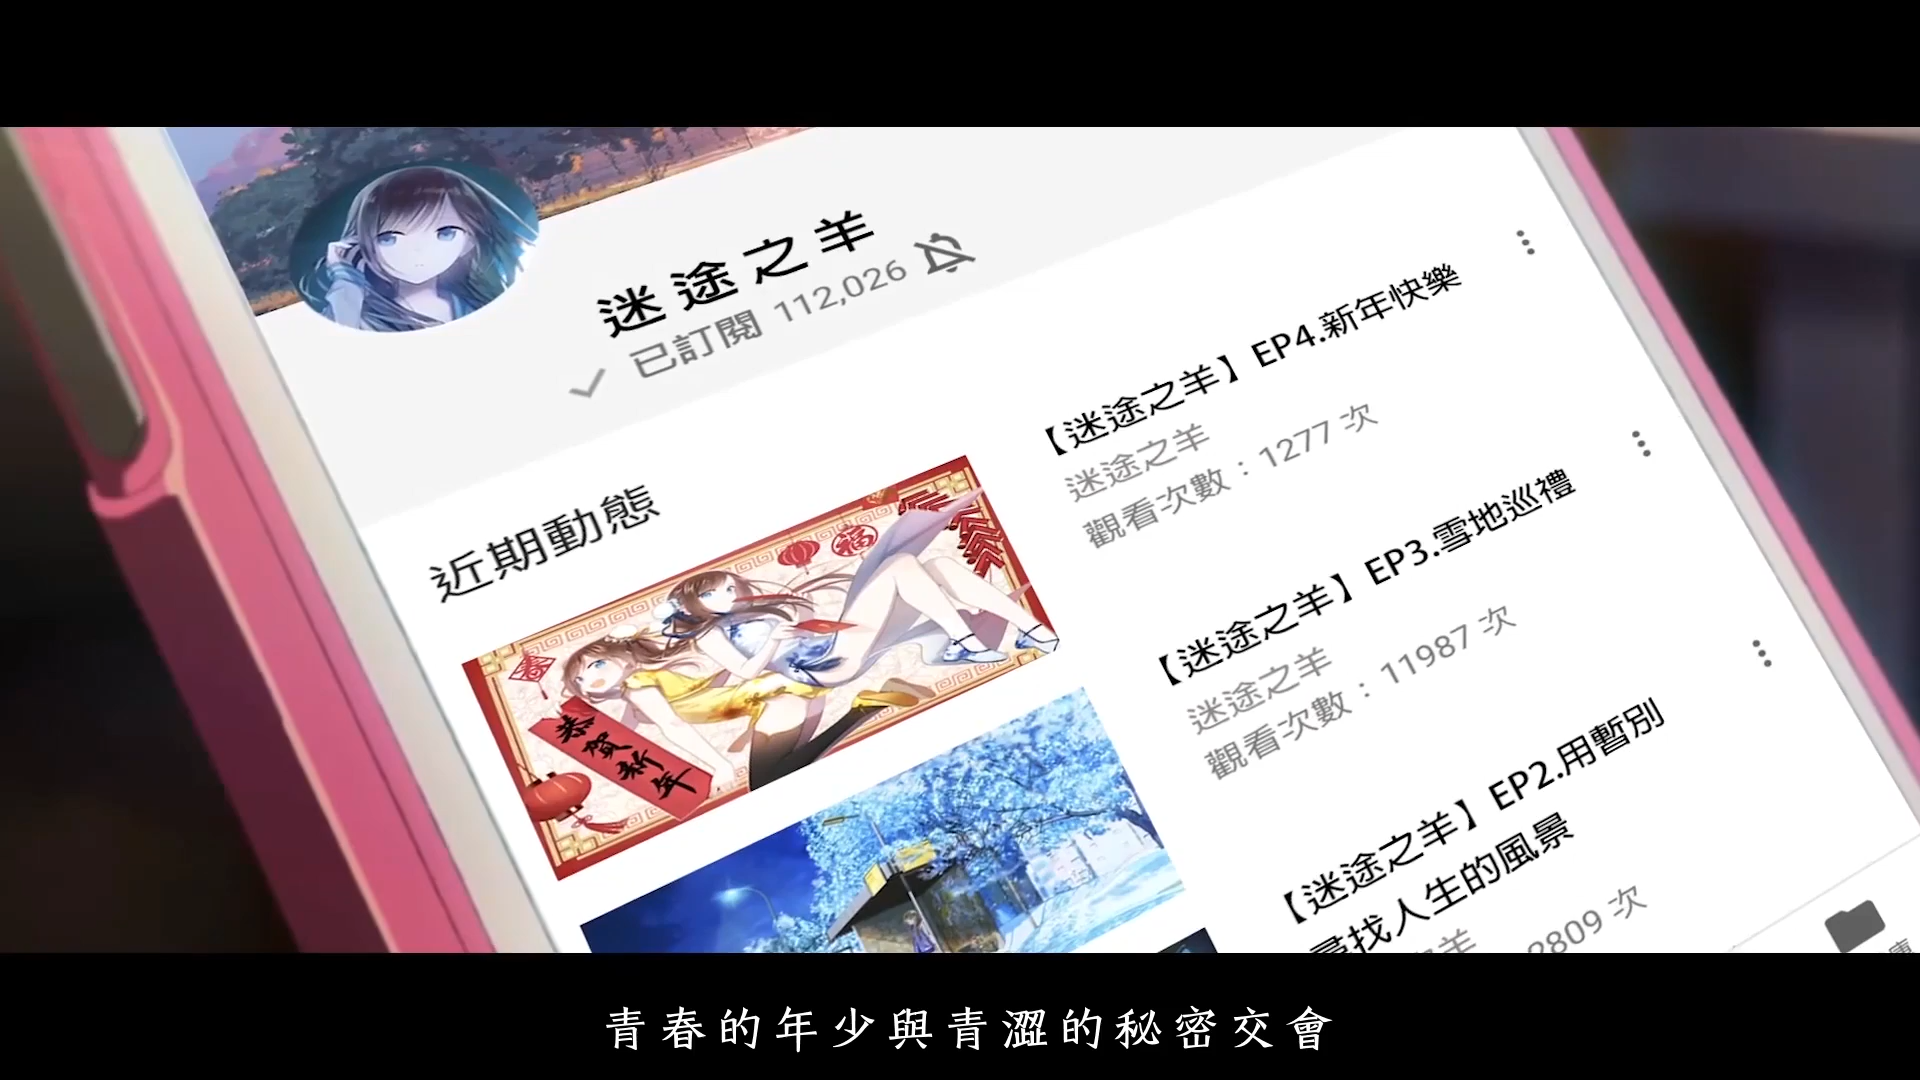 迷途之羊
已訂閱 112,026
近期動態
【迷途之羊】EP4.新年快樂
迷途之羊
觀看次數：1277 次
春
福
恭賀新年
【迷途之羊】EP3.雪地巡禮
迷途之羊
觀看次數：11987 次
【迷途之羊】EP2.用暫別
尋找人生的風景
羊
2809 次
青春的年少與青澀的秘密交會